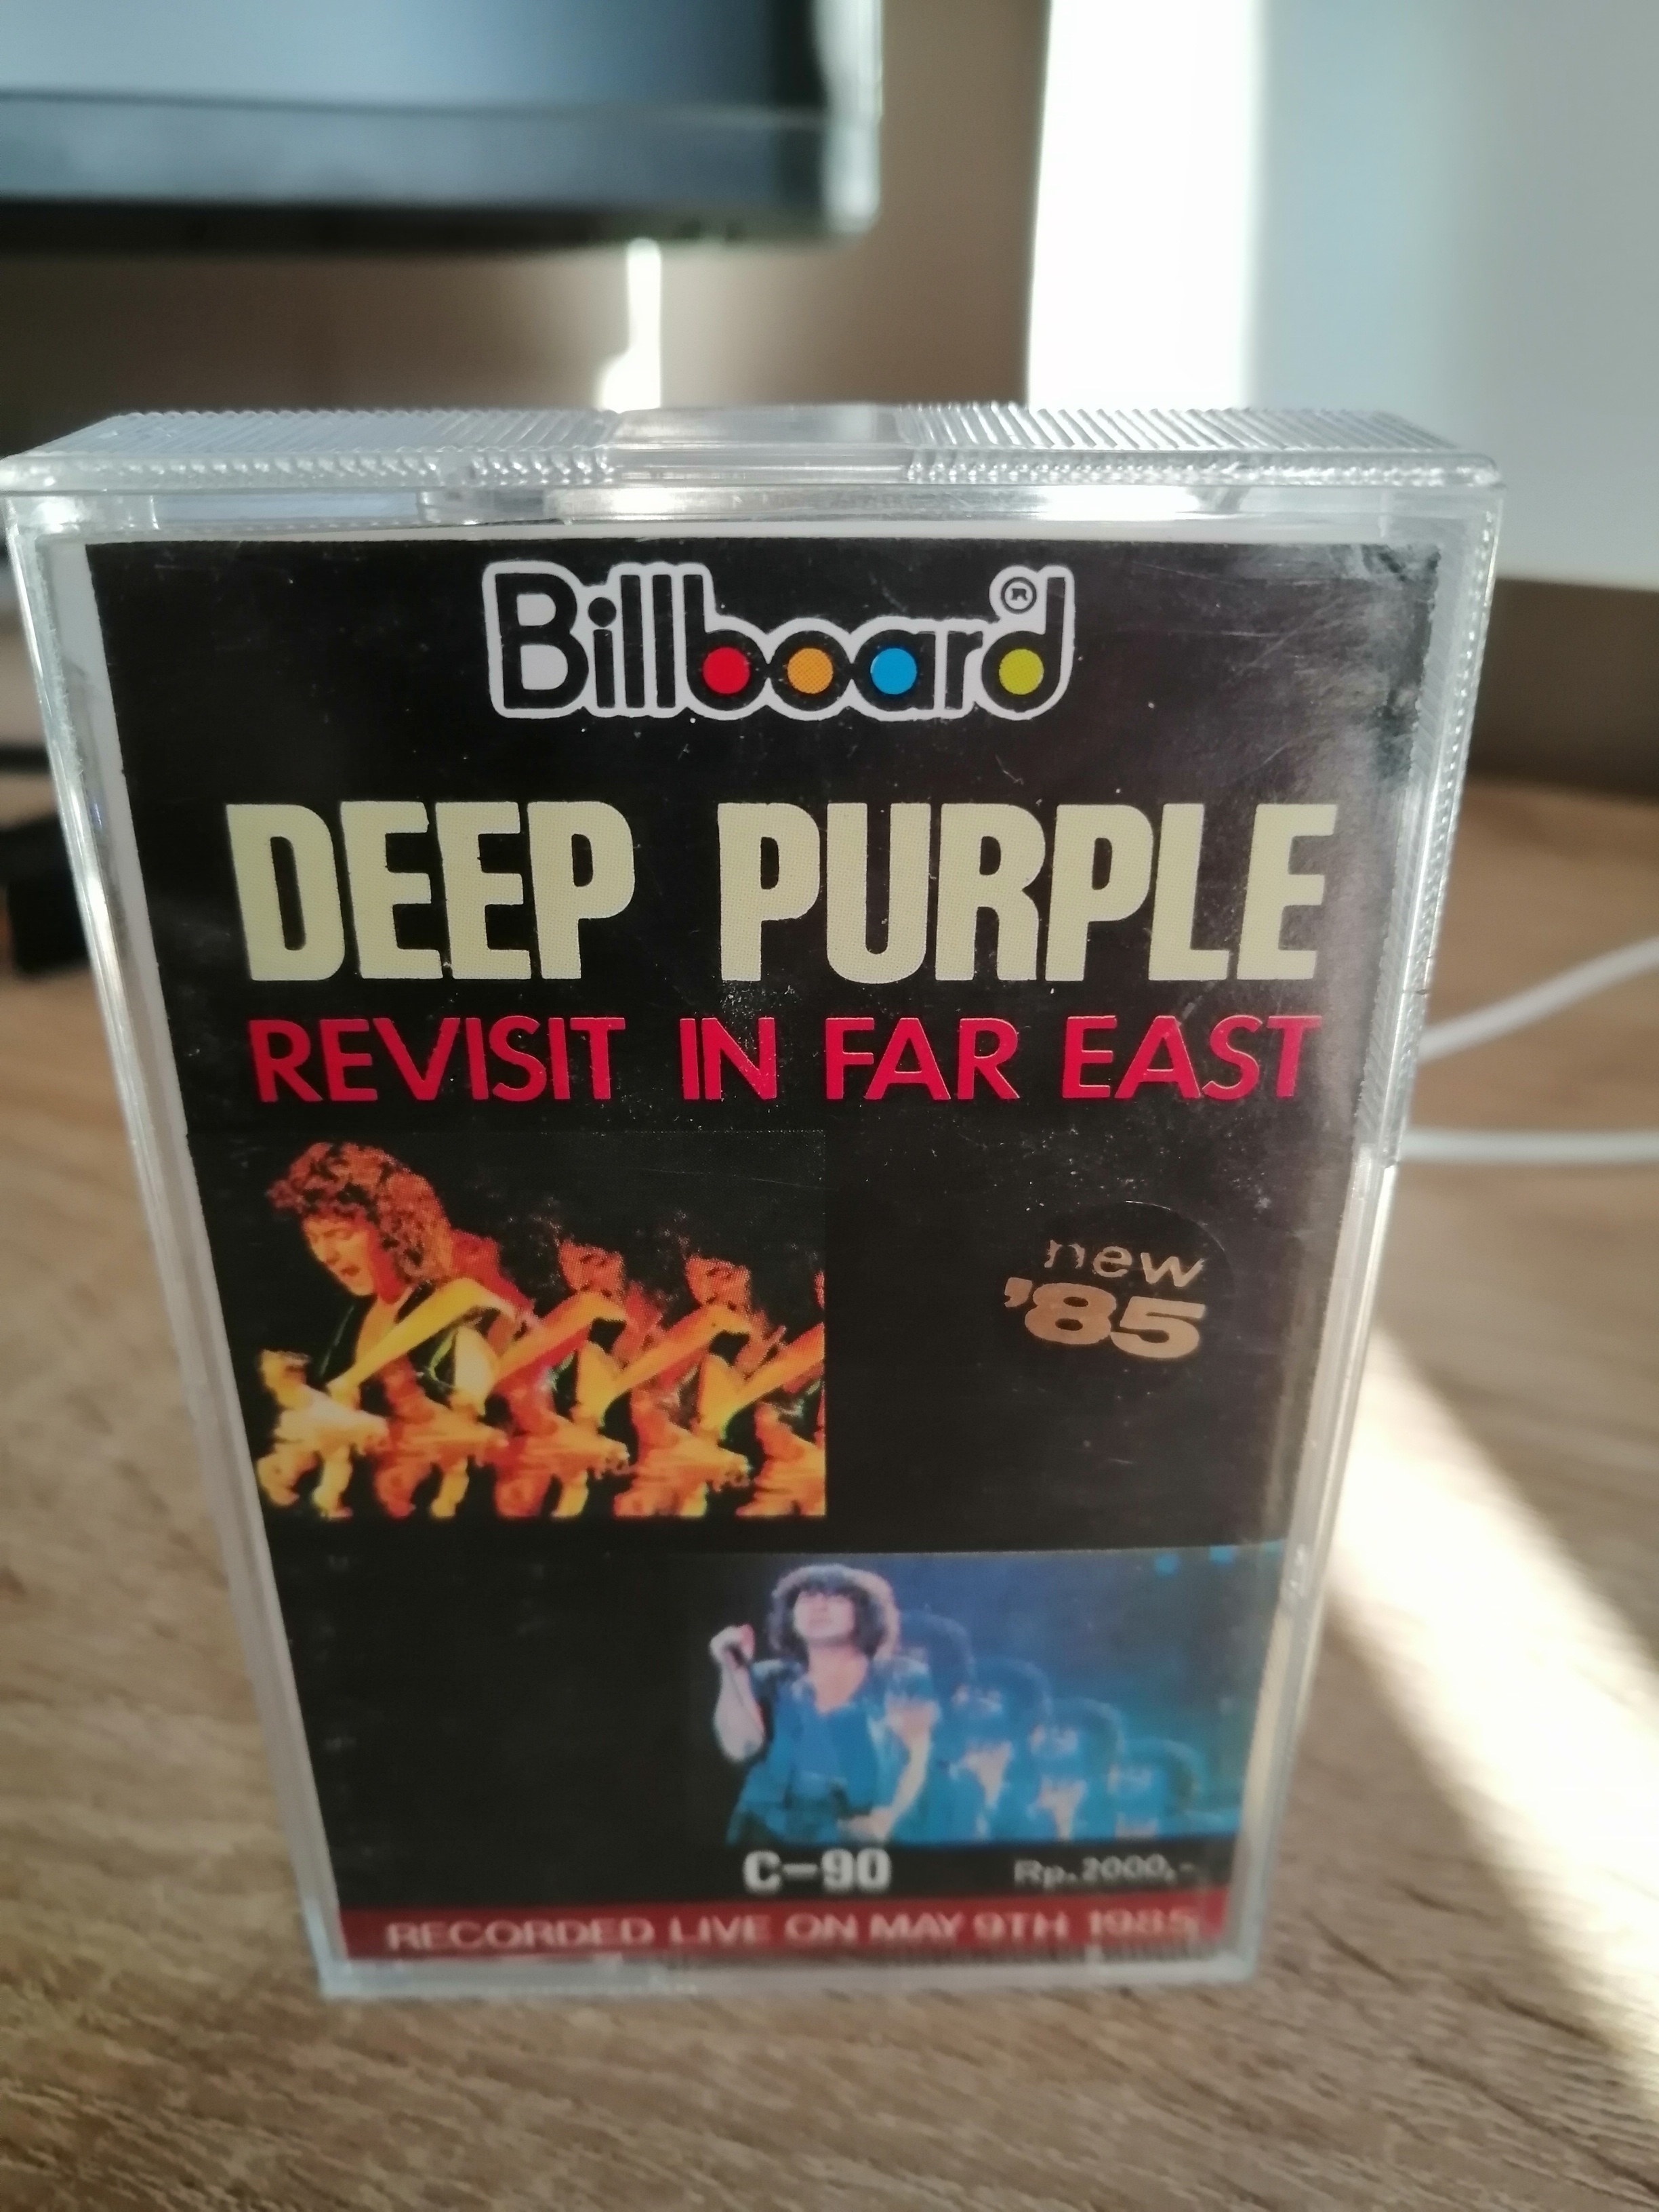 Billboard®
DEEP PURPLE
REVISIT IN FAR EAST
new
'85
C-90 Rp.2000,-
RECORDED LIVE ON MAY 9TH 1985